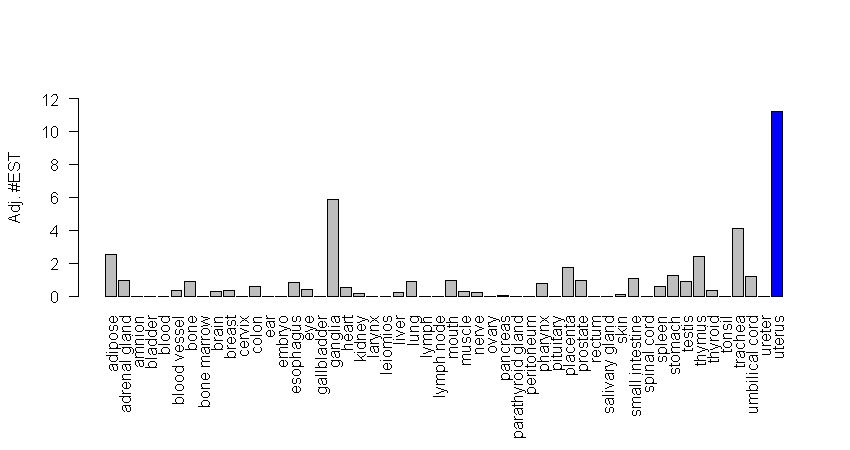 Adj. #EST
12
10
8
6
4
2
0
adipose
adrenal gland
amnion
bladder
blood
blood vessel
bone
bone marrow
brain
breast
cervix
colon
ear
embryo
esophagus
eye
gallbladder
ganglia
heart
kidney
larynx
leiomios
liver
lung
lymph
lymph node
mouth
muscle
nerve
ovary
pancreas
parathyroid gland
peritoneum
pharynx
pituitary
placenta
prostate
rectum
salivary gland
skin
small intestine
spinal cord
spleen
stomach
testis
thymus
thyroid
tonsil
trachea
umbilical cord
ureter
uterus